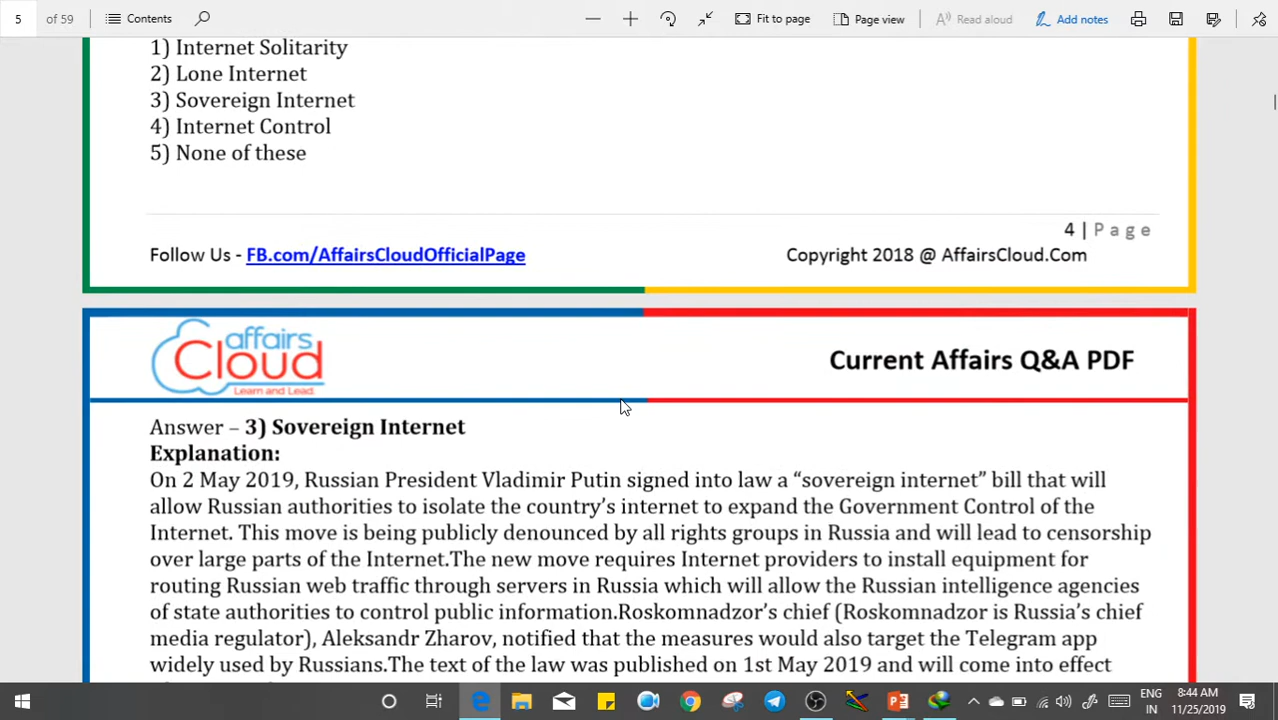 5 of 59 Contents Fit to page Page view Read aloud Add notes
1) Internet Solitarity
2) Lone Internet
3) Sovereign Internet
4) Internet Control
5) None of these
4 | Page
Follow Us - FB.com/AffairsCloudOfficialPage Copyright 2018 @ AffairsCloud.Com
affairs
Cloud
Learn and Lead
Current Affairs Q&A PDF
Answer – 3) Sovereign Internet
Explanation:
On 2 May 2019, Russian President Vladimir Putin signed into law a “sovereign internet” bill that will
allow Russian authorities to isolate the country’s internet to expand the Government Control of the
Internet. This move is being publicly denounced by all rights groups in Russia and will lead to censorship
over large parts of the Internet.The new move requires Internet providers to install equipment for
routing Russian web traffic through servers in Russia which will allow the Russian intelligence agencies
of state authorities to control public information.Roskomnadzor’s chief (Roskomnadzor is Russia’s chief
media regulator), Aleksandr Zharov, notified that the measures would also target the Telegram app
widely used by Russians.The text of the law was published on 1st May 2019 and will come into effect
ENG 8:44 AM
IN 11/25/2019